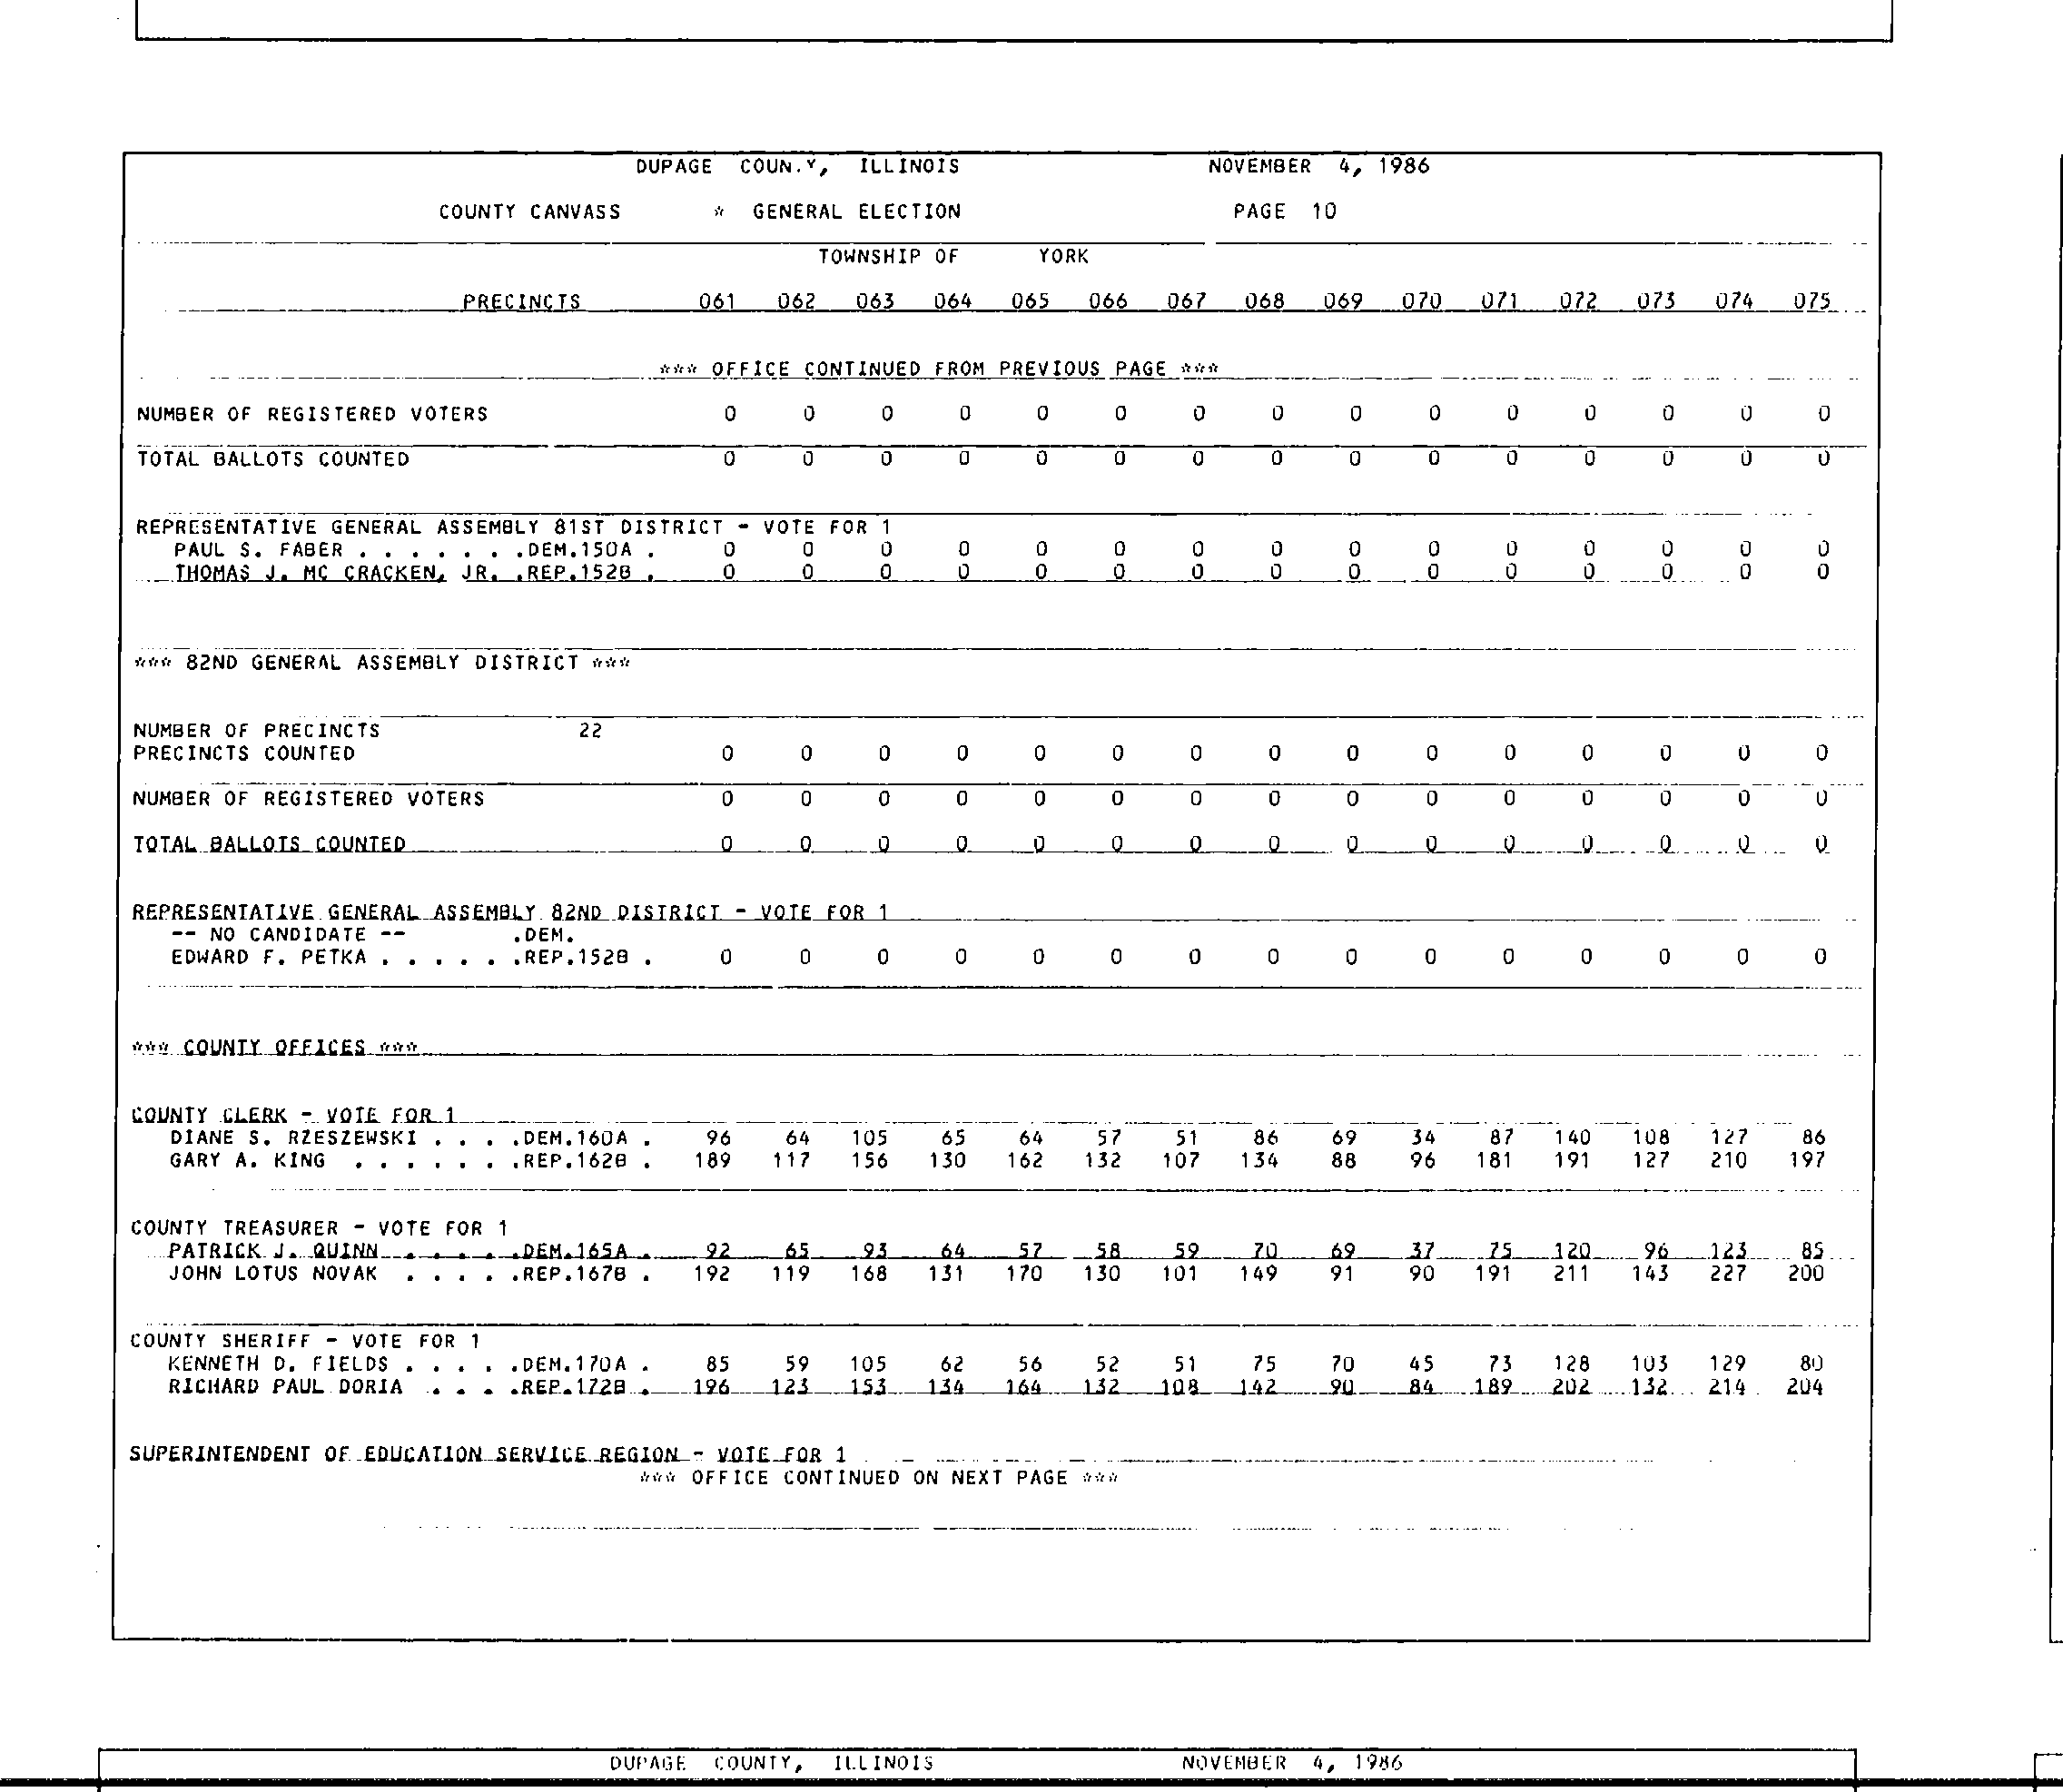 DUPAGE COUN.Y, ILLINOIS NOVEMBER 4, 1986
COUNTY CANVASS * GENERAL ELECTION PAGE 10
TOWNSHIP OF YORK
PRECINCTS 061 062 063 064 065 066 067 068 069 070 071 072 073 074 075
*** OFFICE CONTINUED FROM PREVIOUS PAGE ***
NUMBER OF REGISTERED VOTERS 0 0 0 0 0 0 0 0 0 0 0 0 0 0 0
TOTAL BALLOTS COUNTED 0 0 0 0 0 0 0 0 0 0 0 0 0 0 0
REPRESENTATIVE GENERAL ASSEMBLY 81ST DISTRICT - VOTE FOR 1
PAUL S. FABER . . . . . . .DEM.150A . 0 0 0 0 0 0 0 0 0 0 0 0 0 0 0
THOMAS J. MC CRACKEN, JR. .REP.152B . 0 0 0 0 0 0 0 0 0 0 0 0 0 0 0
*** 82ND GENERAL ASSEMBLY DISTRICT ***
NUMBER OF PRECINCTS 22
PRECINCTS COUNTED 0 0 0 0 0 0 0 0 0 0 0 0 0 0 0
NUMBER OF REGISTERED VOTERS 0 0 0 0 0 0 0 0 0 0 0 0 0 0 0
TOTAL BALLOTS COUNTED 0 0 0 0 0 0 0 0 0 0 0 0 0 0 0
REPRESENTATIVE GENERAL ASSEMBLY 82ND DISTRICT - VOTE FOR 1
-- NO CANDIDATE -- .DEM.
EDWARD F. PETKA . . . . . .REP.152B . 0 0 0 0 0 0 0 0 0 0 0 0 0 0 0
*** COUNTY OFFICES ***
COUNTY CLERK - VOTE FOR 1
DIANE S. RZESZEWSKI . . . .DEM.160A . 96 64 105 65 64 57 51 86 69 34 87 140 108 127 86
GARY A. KING . . . . . . .REP.162B . 189 117 156 130 162 132 107 134 88 96 181 191 127 210 197
COUNTY TREASURER - VOTE FOR 1
PATRICK J. QUINN . . . . . .DEM.165A . 92 65 93 64 57 58 59 70 69 37 75 120 96 123 85
JOHN LOTUS NOVAK . . . . .REP.167B . 192 119 168 131 170 130 101 149 91 90 191 211 143 227 200
COUNTY SHERIFF - VOTE FOR 1
KENNETH D. FIELDS . . . . .DEM.170A . 85 59 105 62 56 52 51 75 70 45 73 128 103 129 80
RICHARD PAUL DORIA . . . .REP.172B . 196 123 153 134 164 132 108 142 90 84 189 202 132 214 204
SUPERINTENDENT OF EDUCATION SERVICE REGION - VOTE FOR 1
*** OFFICE CONTINUED ON NEXT PAGE ***
DUPAGE COUNTY, ILLINOIS NOVEMBER 4, 1986